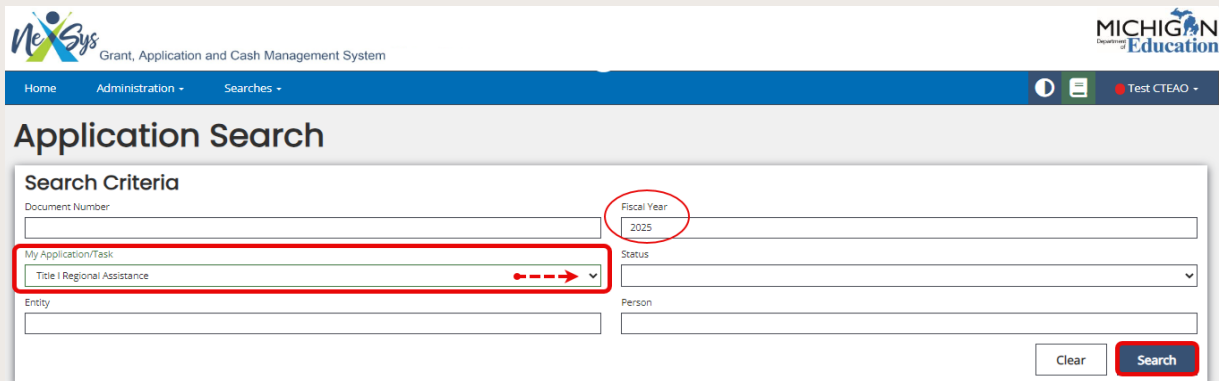 NexSys
Grant, Application and Cash Management System
MICHIGAN
Department of Education
Home Administration Searches Test CTEAO
Application Search
Search Criteria
Document Number Fiscal Year
2025
My Application/Task Status
Title I Regional Assistance
Entity Person
Clear Search